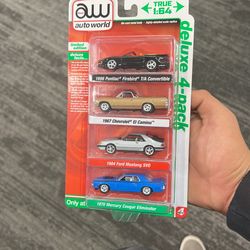 aw
auto world
TRUE
1:64
limited edition
deluxe 4-pack
1998 Pontiac Firebird T/A Convertible
1967 Chevrolet El Camino
1984 Ford Mustang SVO
1970 Mercury Cougar Eliminator
Only at